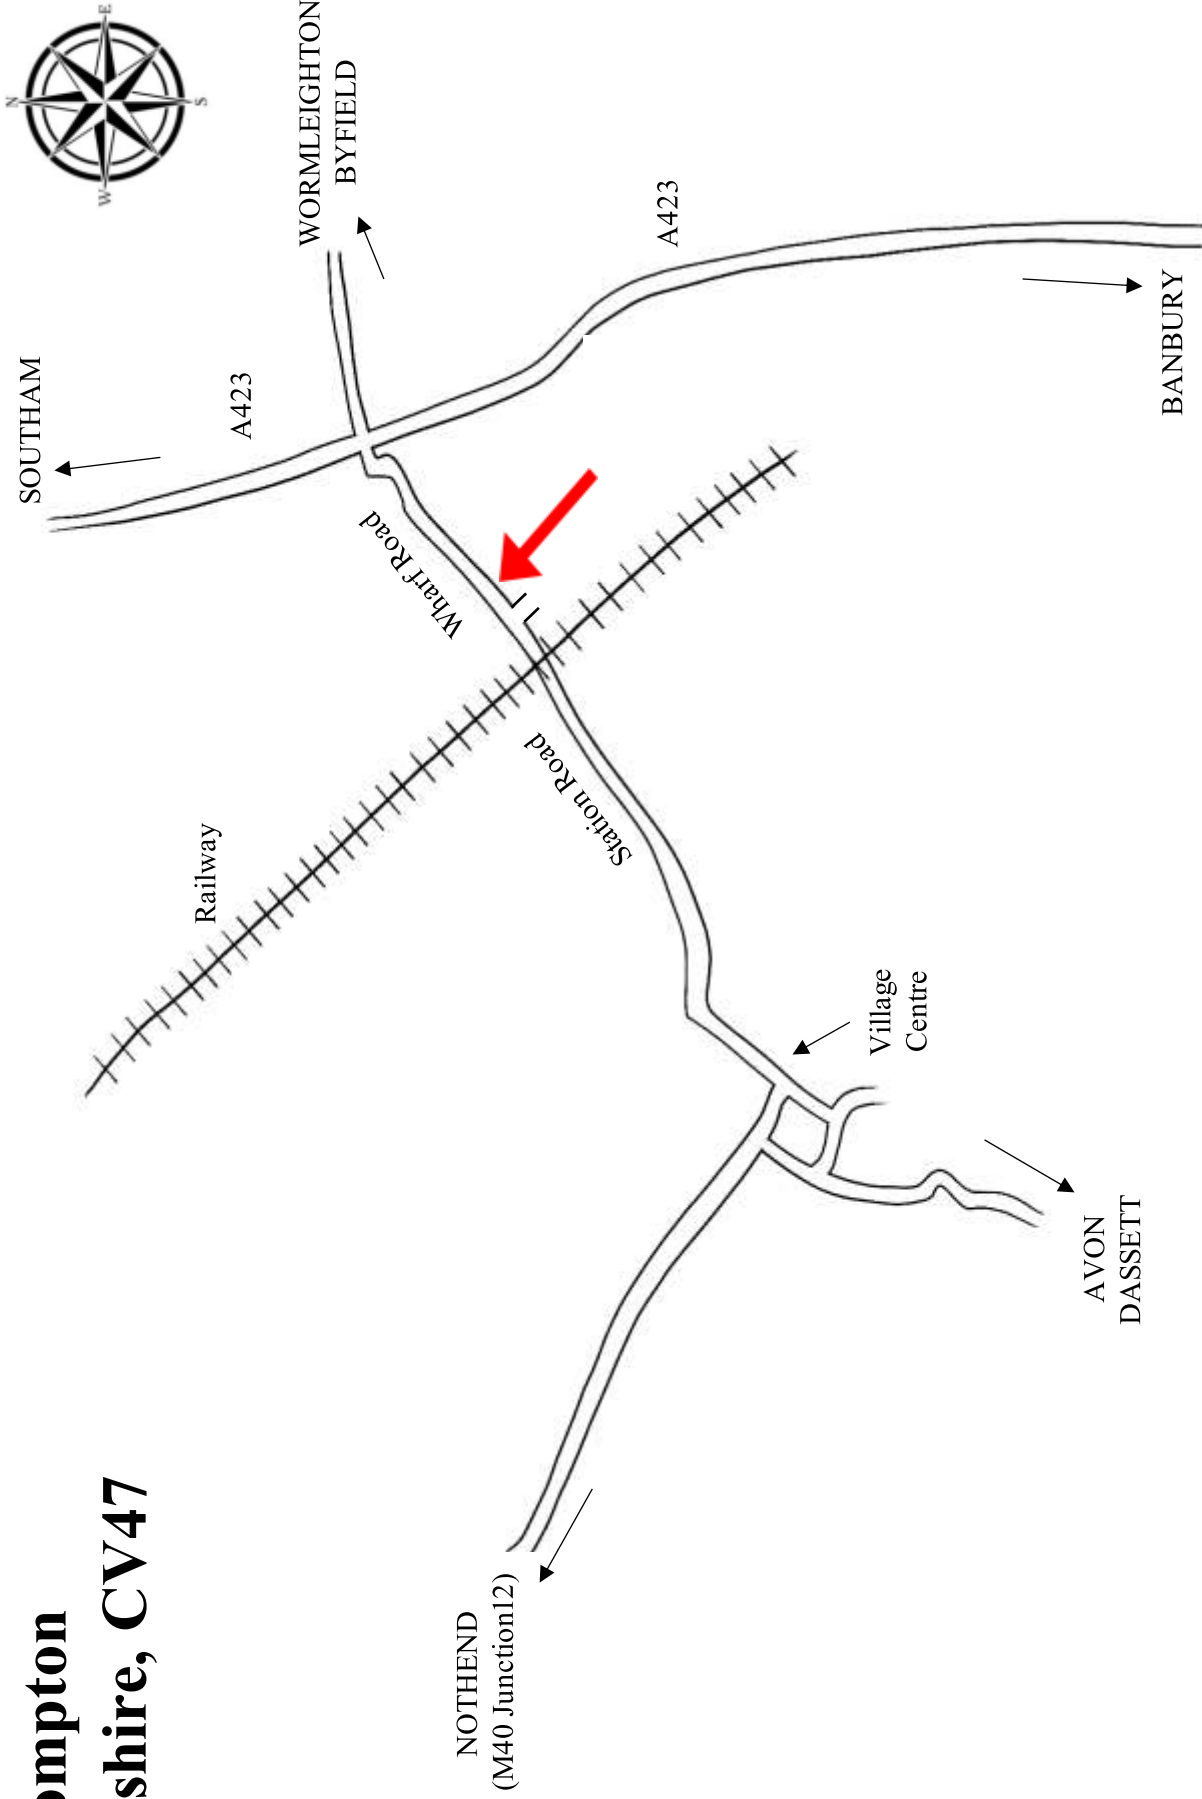 ompton
shire, CV47
N
E
S
W
SOUTHAM
A423
WORMLEIGHTON
BYFIELD
A423
BANBURY
Wharf Road
Station Road
Railway
Village
Centre
AVON
DASSETT
NOTHEND
(M40 Junction12)